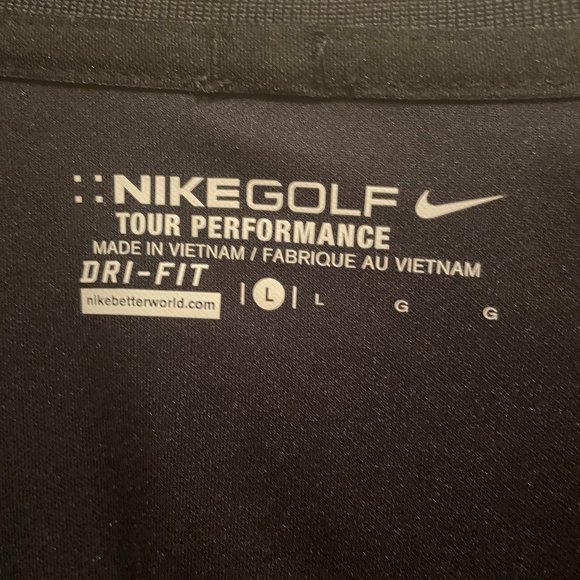 NIKEGOLF
TOUR PERFORMANCE
MADE IN VIETNAM / FABRIQUE AU VIETNAM
DRI-FIT
nikebetterworld.com | L | L G G